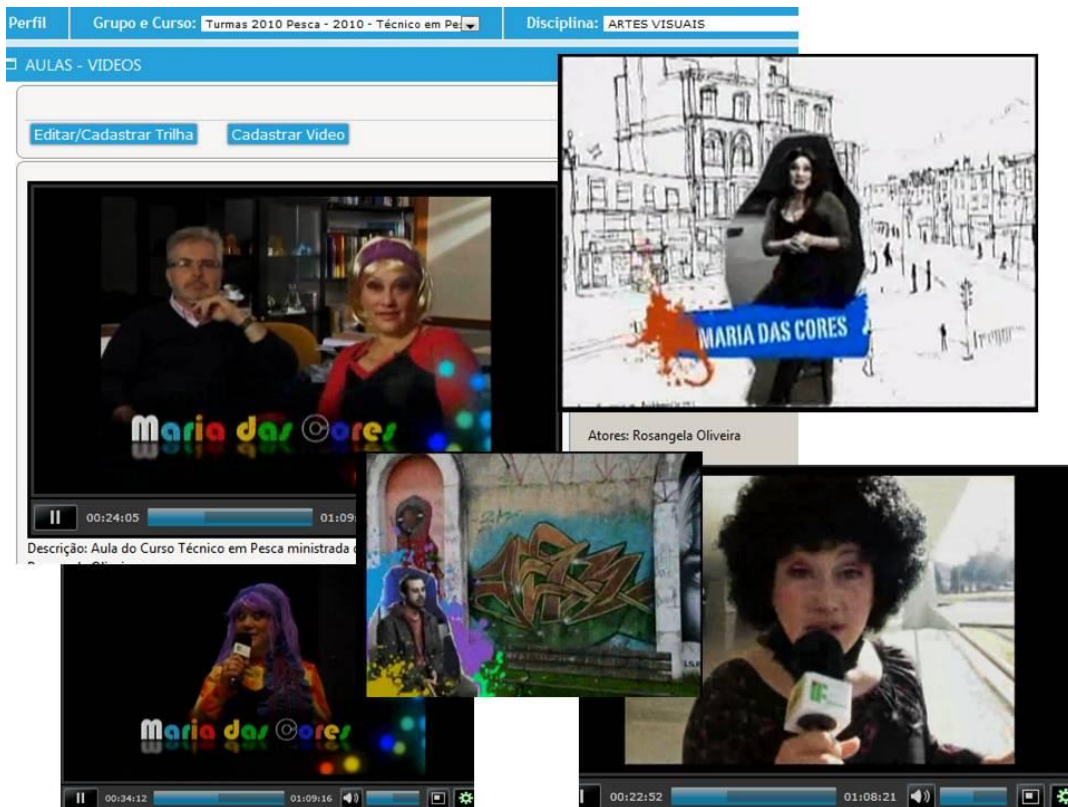 Perfil Grupo e Curso: Turmas 2010 Pesca - 2010 - Técnico em Pe Disciplina: ARTES VISUAIS
AULAS - VIDEOS
Editar/Cadastrar Trilha Cadastrar Video
MARIA DAS CORES
Maria das Cores
Atores: Rosangela Oliveira
00:24:05 01:09:
Descrição: Aula do Curso Técnico em Pesca ministrada
Maria das Cores
IF
00:34:12 01:09:16
00:22:52 01:08:21